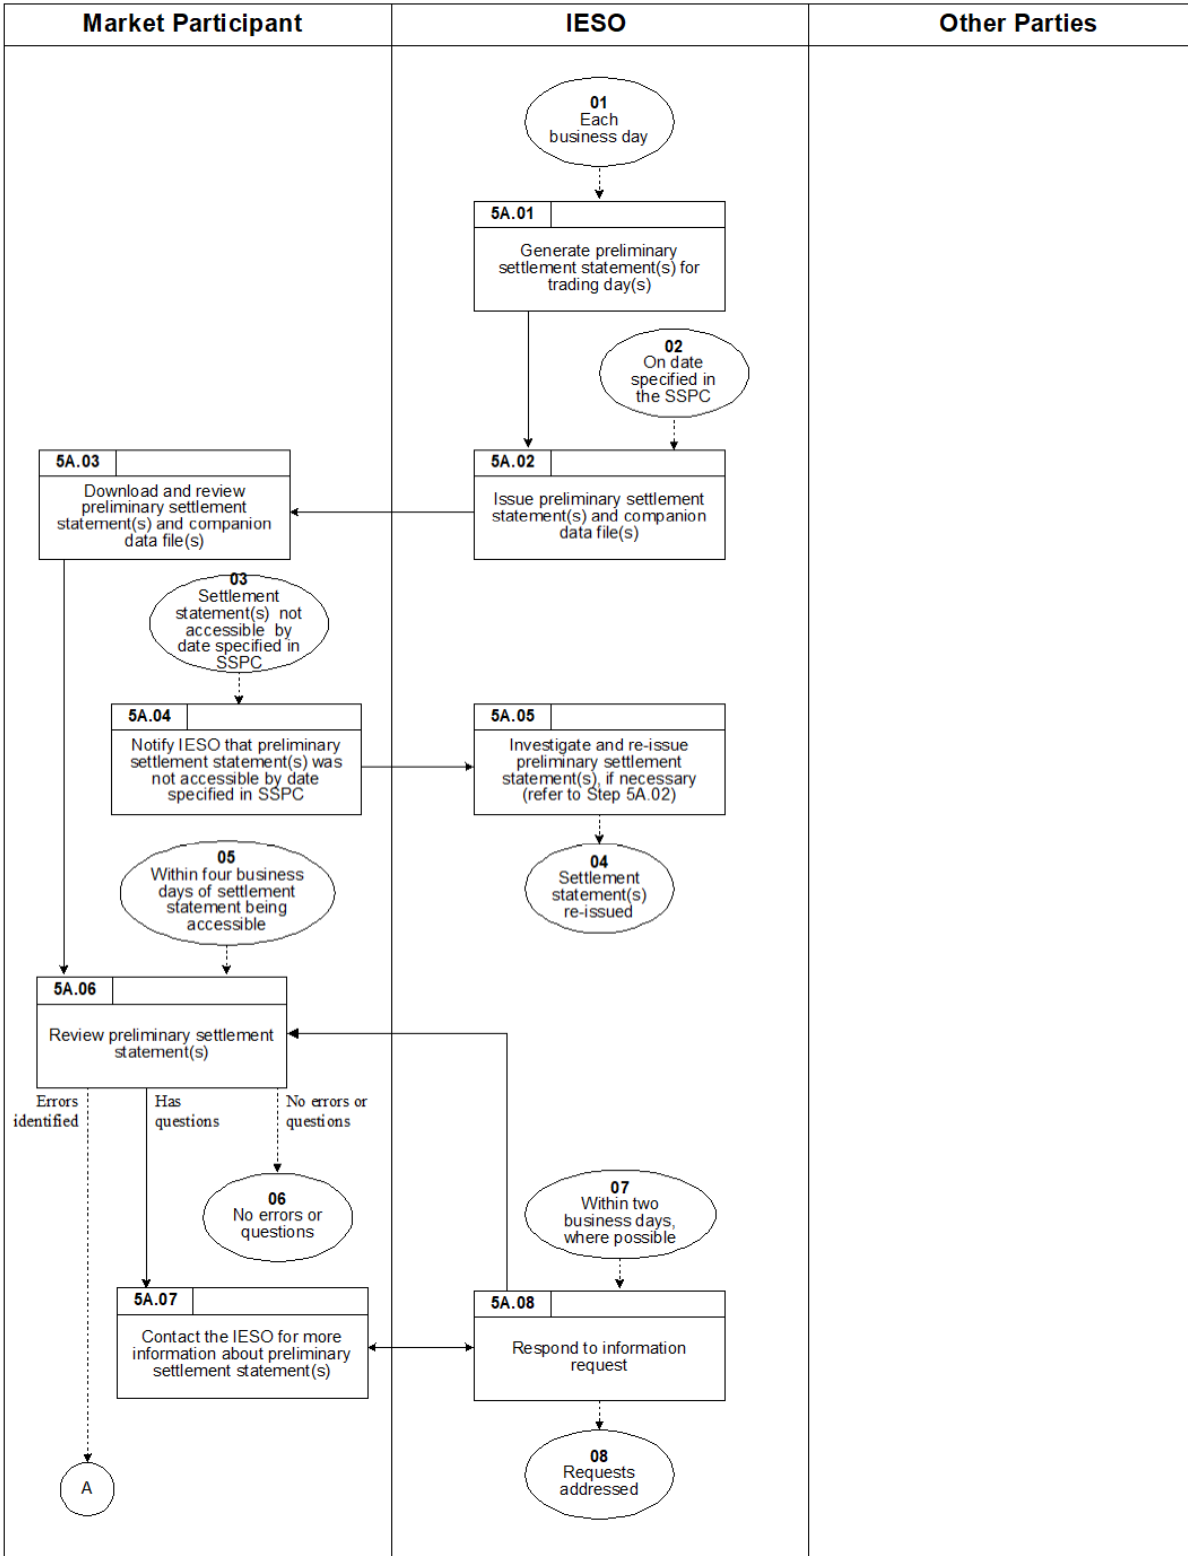 Market Participant
IESO
Other Parties
01
Each
business day
5A.01
Generate preliminary
settlement statement(s) for
trading day(s)
02
On date
specified in
the SSPC
5A.03
Download and review
preliminary settlement
statement(s) and companion
data file(s)
5A.02
Issue preliminary settlement
statement(s) and companion
data file(s)
03
Settlement
statement(s) not
accessible by
date specified in
SSPC
5A.04
Notify IESO that preliminary
settlement statement(s) was
not accessible by date
specified in SSPC
5A.05
Investigate and re-issue
preliminary settlement
statement(s), if necessary
(refer to Step 5A.02)
05
Within four business
days of settlement
statement being
accessible
04
Settlement
statement(s)
re-issued
5A.06
Review preliminary settlement
statement(s)
Errors
identified
Has
questions
No errors or
questions
06
No errors or
questions
07
Within two
business days,
where possible
5A.07
Contact the IESO for more
information about preliminary
settlement statement(s)
5A.08
Respond to information
request
A
08
Requests
addressed